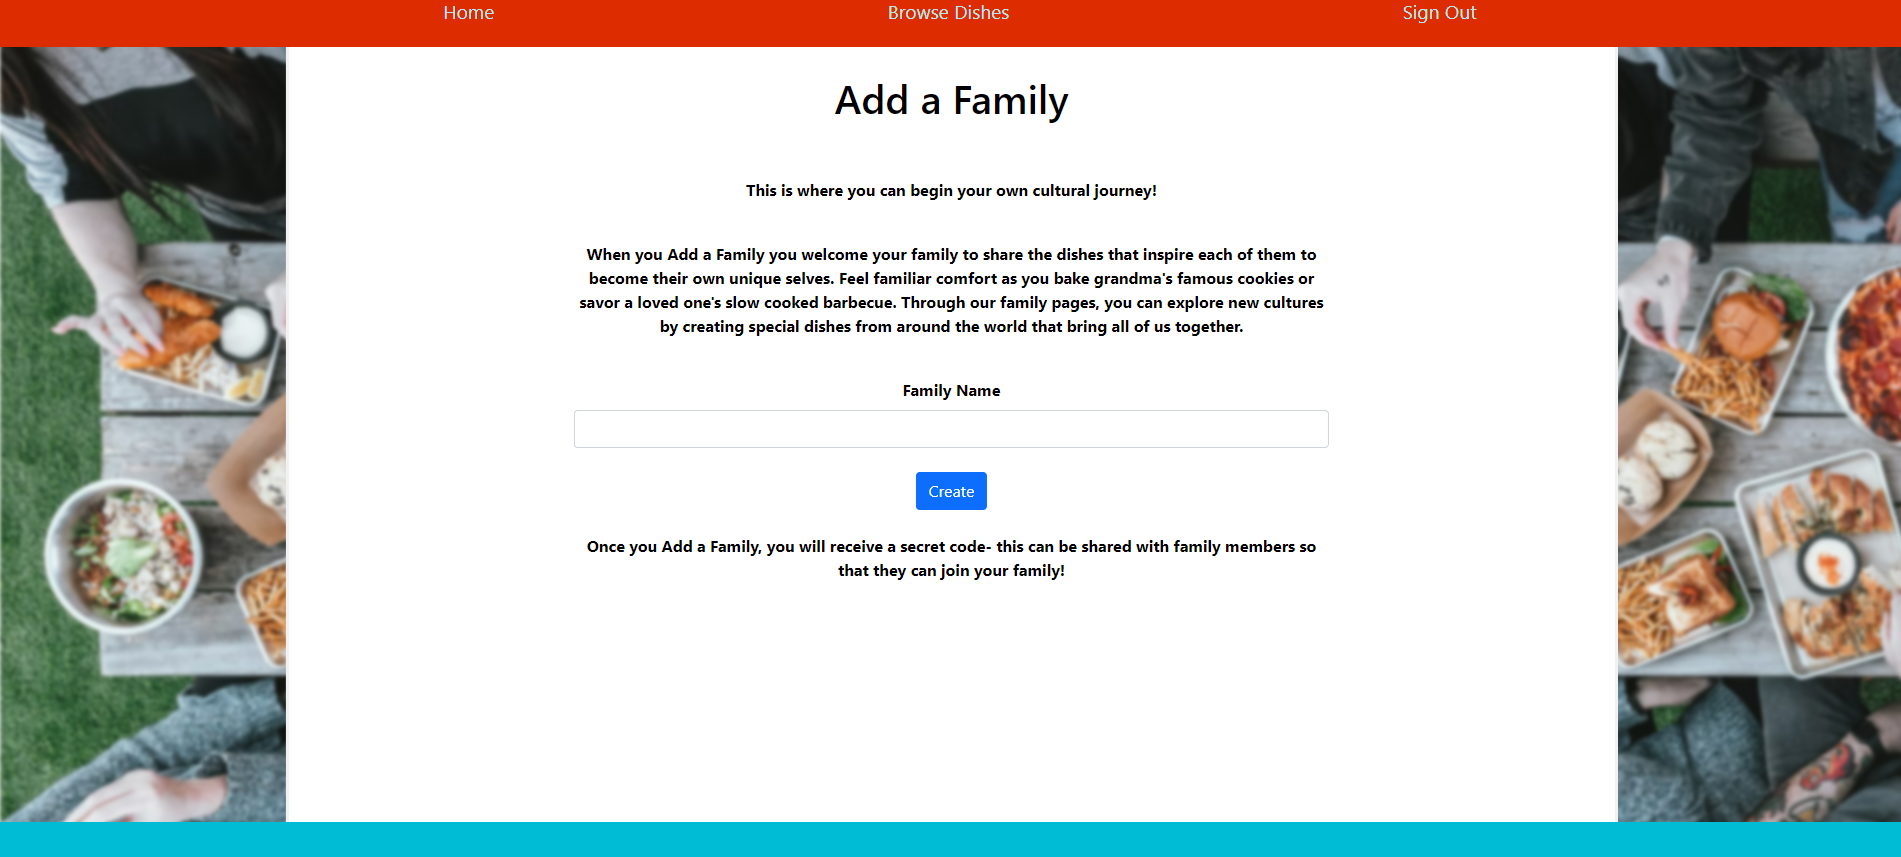 Home Browse Dishes Sign Out
Add a Family
This is where you can begin your own cultural journey!
When you Add a Family you welcome your family to share the dishes that inspire each of them to
become their own unique selves. Feel familiar comfort as you bake grandma's famous cookies or
savor a loved one's slow cooked barbecue. Through our family pages, you can explore new cultures
by creating special dishes from around the world that bring all of us together.
Family Name
Create
Once you Add a Family, you will receive a secret code- this can be shared with family members so
that they can join your family!